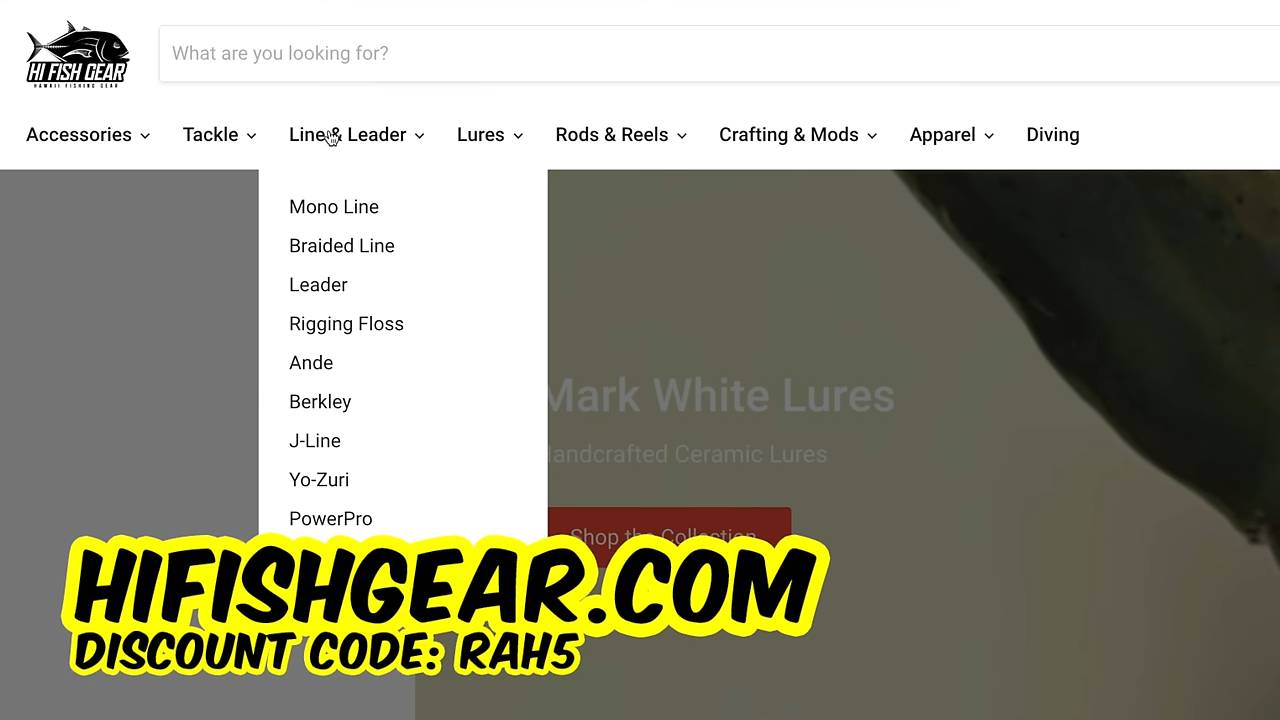 HI FISH GEAR
HAWAII FISHING GEAR
What are you looking for?
Accessories
Tackle
Line & Leader
Lures
Rods & Reels
Crafting & Mods
Apparel
Diving
Mono Line
Braided Line
Leader
Rigging Floss
Ande
Berkley
J-Line
Yo-Zuri
PowerPro
Mark White Lures
Handcrafted Ceramic Lures
Shop the Collection
HIFISHGEAR.COM
DISCOUNT CODE: RAH5